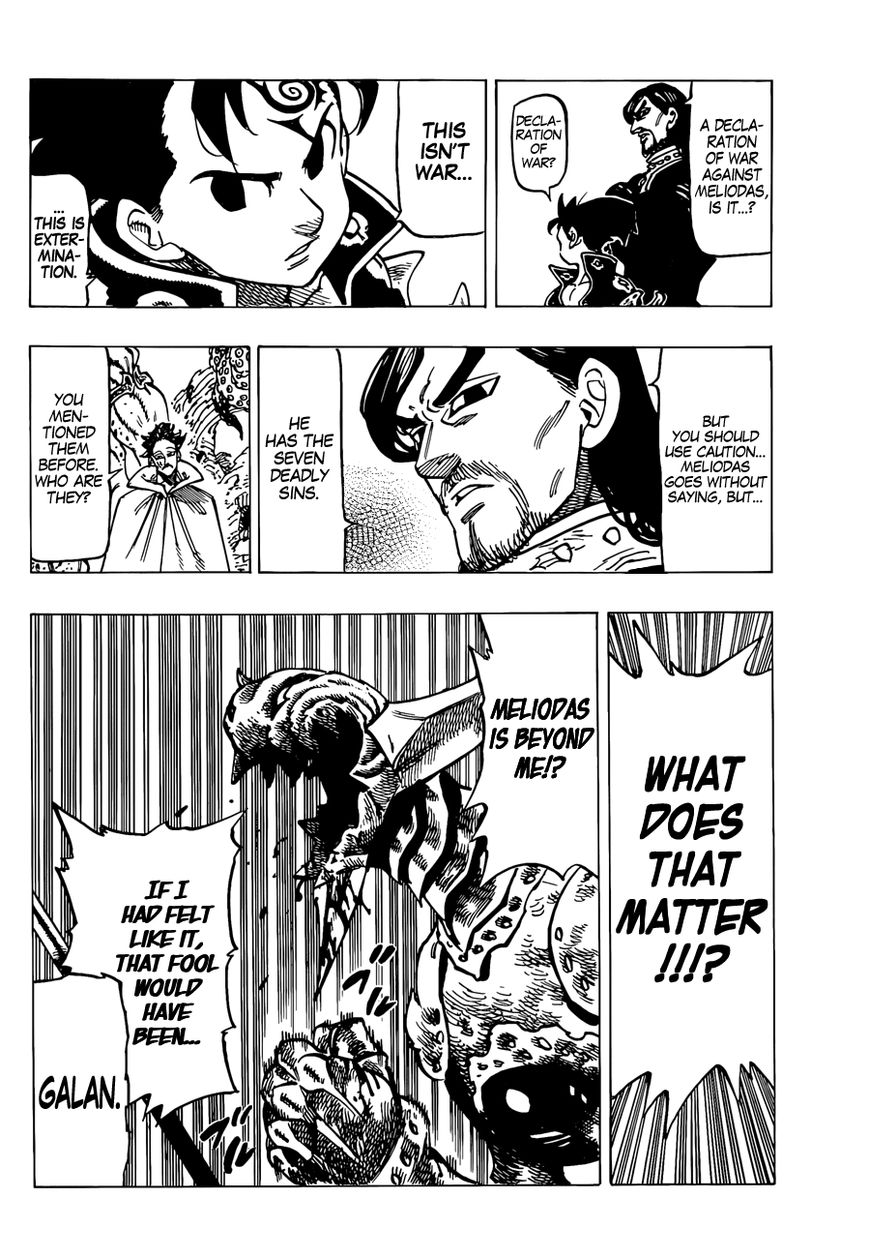 A DECLA-
RATION
OF WAR
AGAINST
MELIODAS,
IS IT...?
DECLA-
RATION
OF
WAR?
THIS
ISN'T
WAR...
...
THIS IS
EXTER-
MINA-
TION.
BUT
YOU SHOULD
USE CAUTION...
MELIODAS
GOES WITHOUT
SAYING, BUT...
HE
HAS THE
SEVEN
DEADLY
SINS.
YOU
MEN-
TIONED
THEM
BEFORE.
WHO ARE
THEY?
WHAT
DOES
THAT
MATTER
!!!?
MELIODAS
IS BEYOND
ME!?
IF I
HAD FELT
LIKE IT,
THAT FOOL
WOULD
HAVE
BEEN...
GALAN.